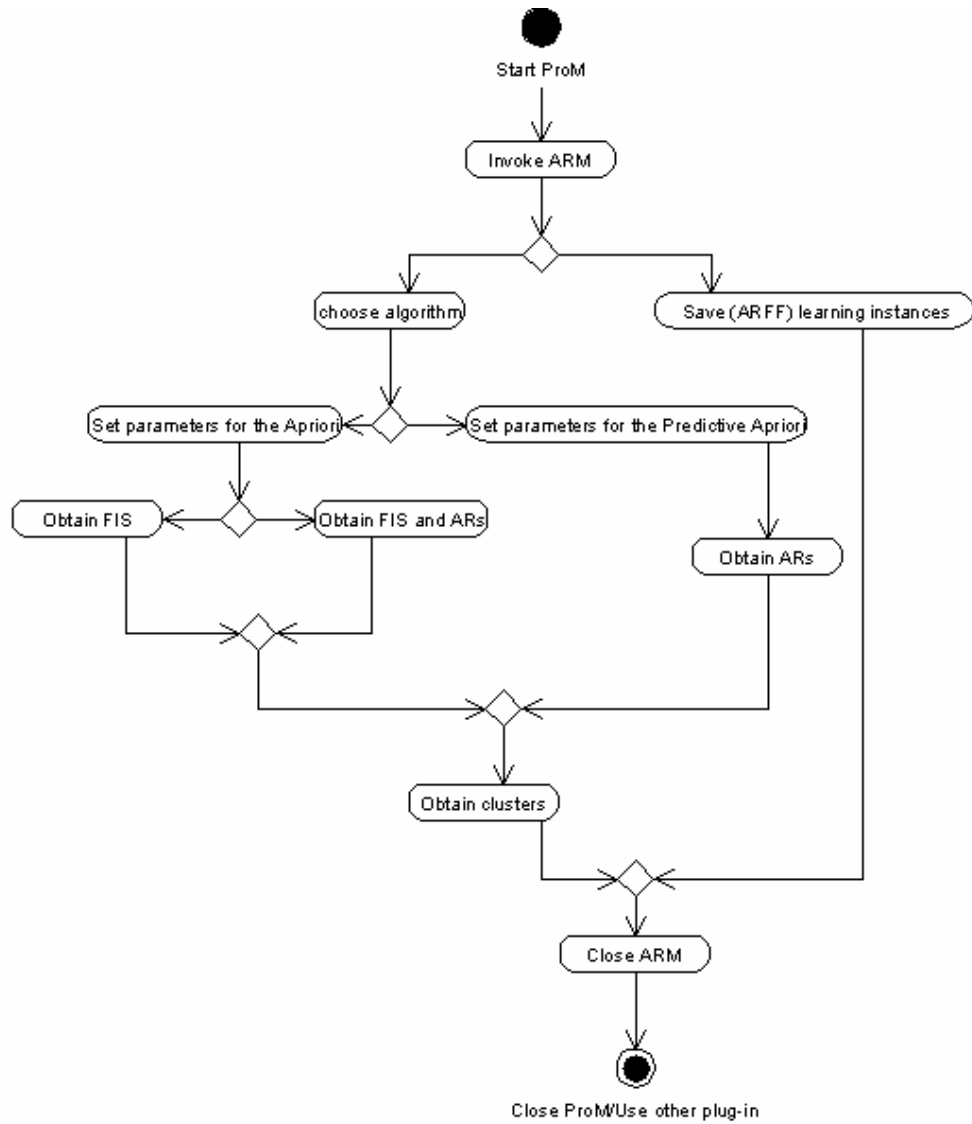 Start ProM
Invoke ARM
choose algorithm
Save (ARFF) learning instances
Set parameters for the Apriori
Set parameters for the Predictive Apriori
Obtain FIS
Obtain FIS and ARs
Obtain ARs
Obtain clusters
Close ARM
Close ProM/Use other plug-in